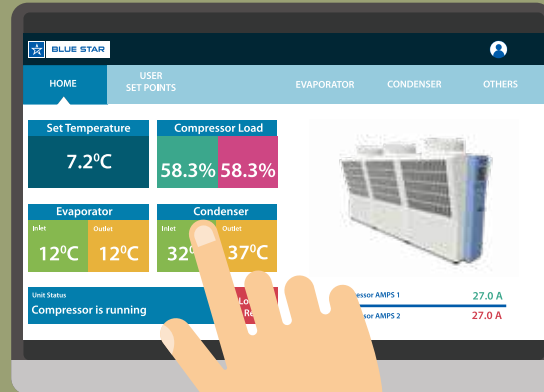 BLUE STAR
HOME
USER
SET POINTS
EVAPORATOR
CONDENSER
OTHERS
Set Temperature
7.2⁰C
Compressor Load
58.3% 58.3%
Evaporator
Inlet
Outlet
12⁰C
12⁰C
Condenser
Inlet
Outlet
32⁰
37⁰C
Unit Status
Compressor is running
AMPS 1
27.0 A
AMPS 2
27.0 A